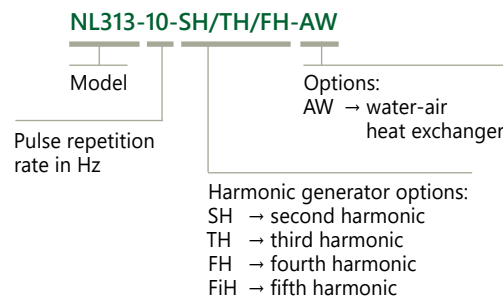 NL313-10-SH/TH/FH-AW
Model
Options:
AW → water-air
heat exchanger
Pulse repetition
rate in Hz
Harmonic generator options:
SH → second harmonic
TH → third harmonic
FH → fourth harmonic
FiH → fifth harmonic